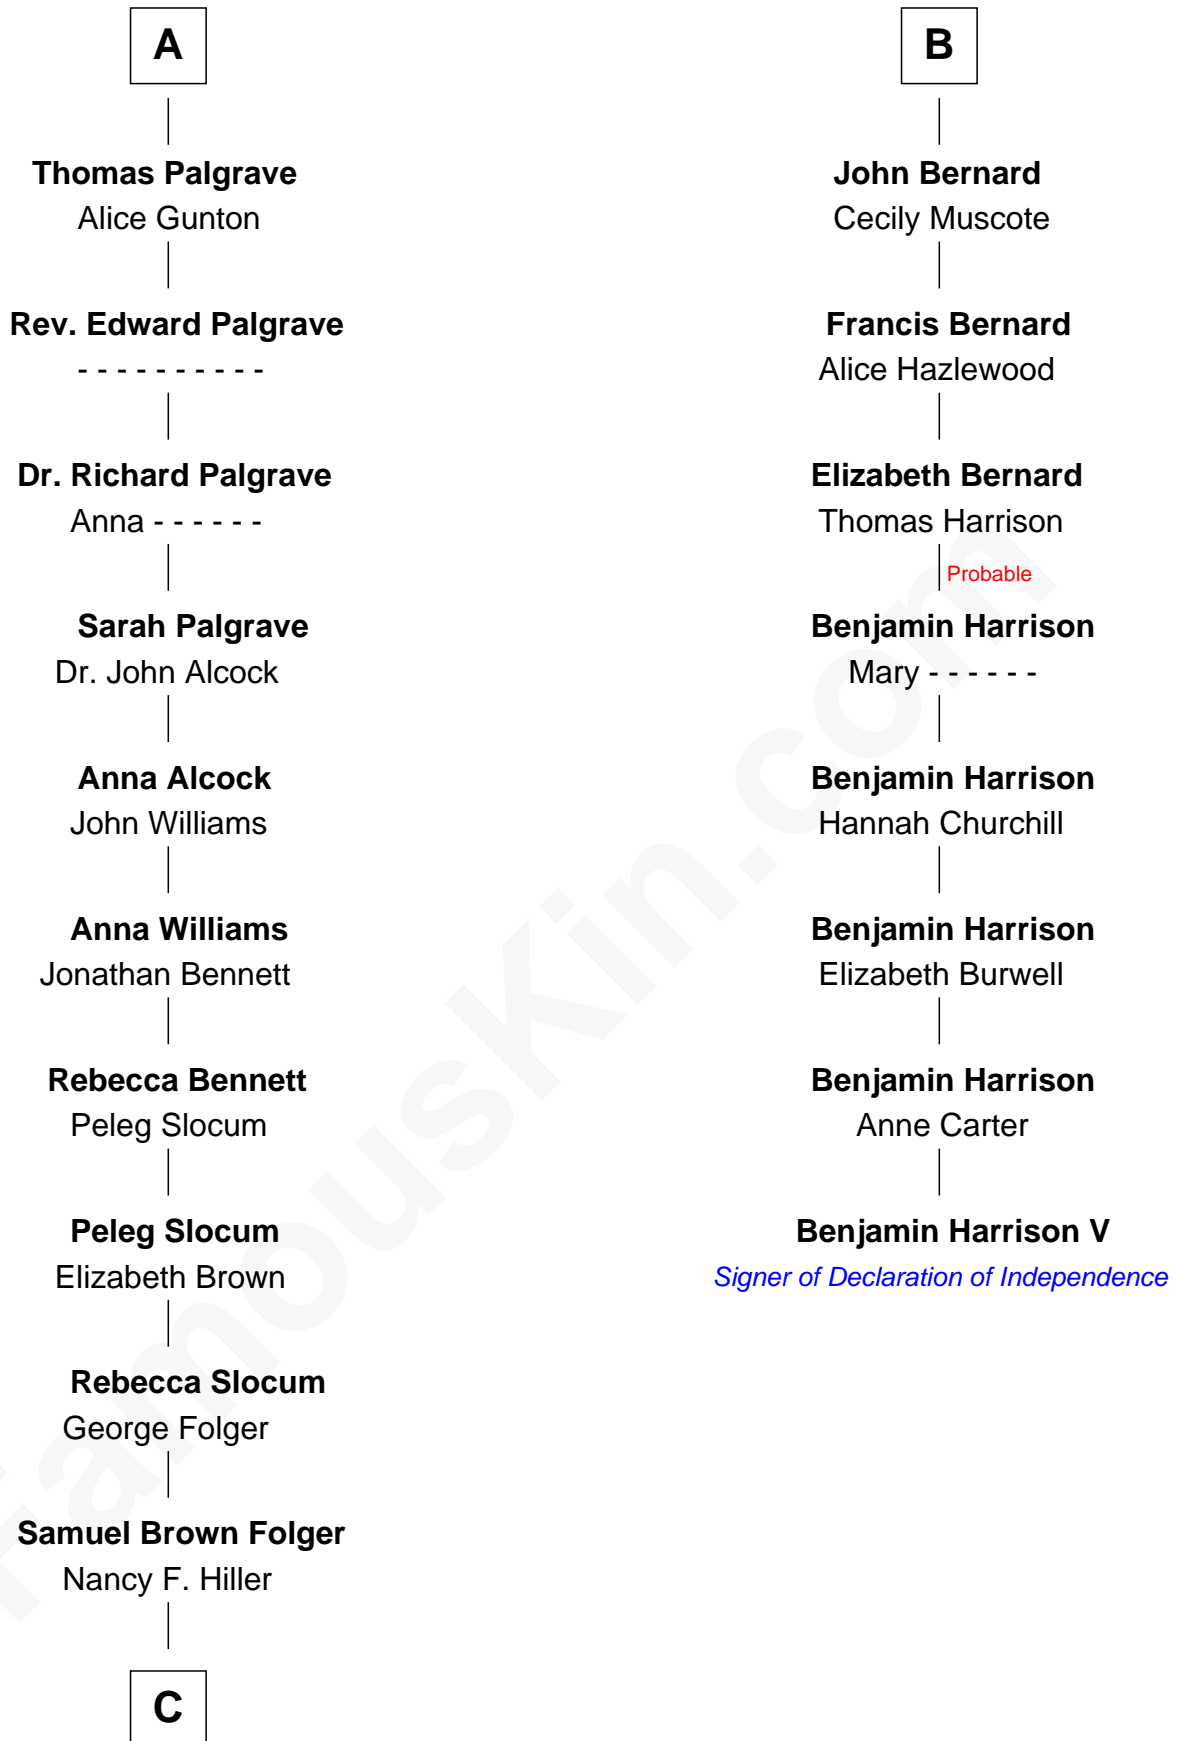 A
Thomas Palgrave
Alice Gunton
Rev. Edward Palgrave
- - - - - - - - - -
Dr. Richard Palgrave
Anna - - - - - -
Sarah Palgrave
Dr. John Alcock
Anna Alcock
John Williams
Anna Williams
Jonathan Bennett
Rebecca Bennett
Peleg Slocum
Peleg Slocum
Elizabeth Brown
Rebecca Slocum
George Folger
Samuel Brown Folger
Nancy F. Hiller
C
B
John Bernard
Cecily Muscote
Francis Bernard
Alice Hazlewood
Elizabeth Bernard
Thomas Harrison
Probable
Benjamin Harrison
Mary - - - - - -
Benjamin Harrison
Hannah Churchill
Benjamin Harrison
Elizabeth Burwell
Benjamin Harrison
Anne Carter
Benjamin Harrison V
Signer of Declaration of Independence
FamousKin.com